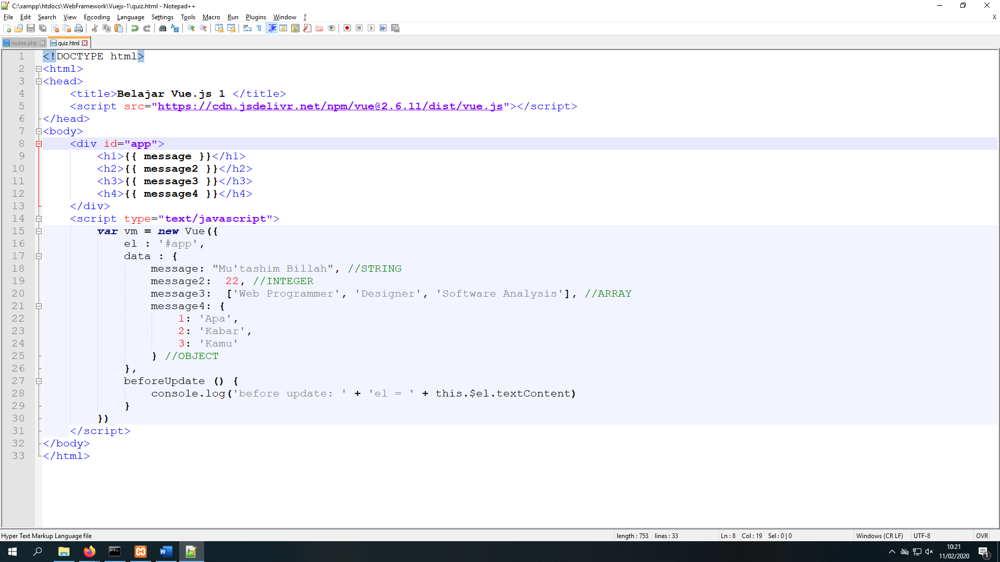 C:\xampp\htdocs\WebFramework\Vuejs-1\quiz.html - Notepad++
File Edit Search View Encoding Language Settings Tools Macro Run Plugins Window ? X
routes.php quiz.html
1 <!DOCTYPE html>
2 <html>
3 <head>
4 <title>Belajar Vue.js 1 </title>
5 <script src="https://cdn.jsdelivr.net/npm/vue@2.6.11/dist/vue.js"></script>
6 </head>
7 <body>
8 <div id="app">
9 <h1>{{ message }}</h1>
10 <h2>{{ message2 }}</h2>
11 <h3>{{ message3 }}</h3>
12 <h4>{{ message4 }}</h4>
13 </div>
14 <script type="text/javascript">
15 var vm = new Vue({
16 el : '#app',
17 data : {
18 message: "Mu'tashim Billah", //STRING
19 message2:  22, //INTEGER
20 message3:  ['Web Programmer', 'Designer', 'Software Analysis'], //ARRAY
21 message4: {
22 1: 'Apa',
23 2: 'Kabar',
24 3: 'Kamu'
25 } //OBJECT
26 },
27 beforeUpdate () {
28 console.log('before update: ' + 'el = ' + this.$el.textContent)
29 }
30 })
31 </script>
32 </body>
33 </html>
Hyper Text Markup Language file length : 753 lines : 33 Ln : 8 Col : 19 Sel : 0 | 0 Windows (CR LF) UTF-8 OVR
10:21
11/02/2020
1